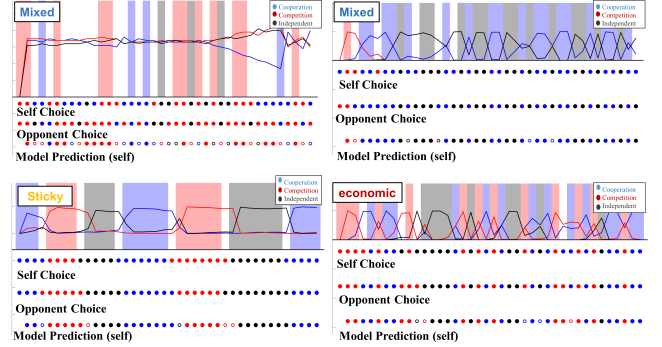 Mixed
Cooperation
Competition
Independent
Self Choice
Opponent Choice
Model Prediction (self)
Mixed
Cooperation
Competition
Independent
Self Choice
Opponent Choice
Model Prediction (self)
Sticky
Cooperation
Competition
Independent
Self Choice
Opponent Choice
Model Prediction (self)
economic
Cooperation
Competition
Independent
Self Choice
Opponent Choice
Model Prediction (self)